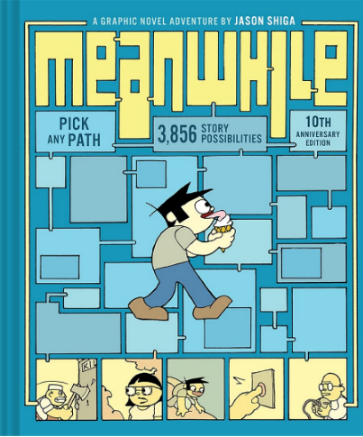 A GRAPHIC NOVEL ADVENTURE BY JASON SHIGA
MEANWHILE
PICK
ANY PATH
3,856 STORY
POSSIBILITIES
10TH
ANNIVERSARY
EDITION